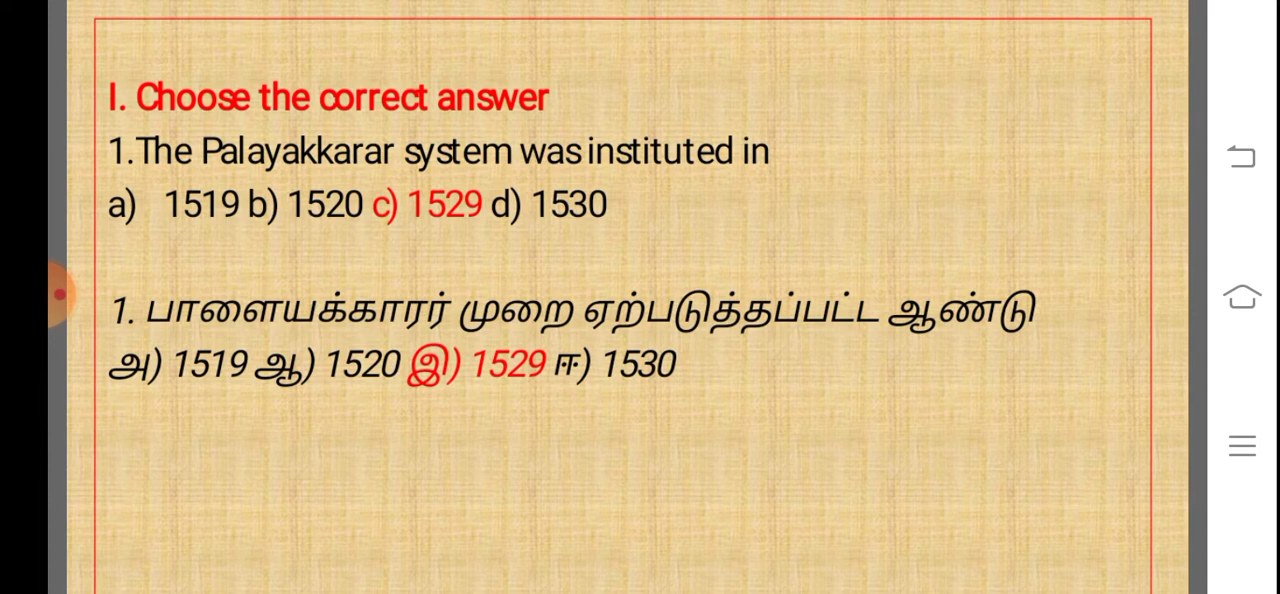 I. Choose the correct answer
1.The Palayakkarar system was instituted in
a) 1519 b) 1520 c) 1529 d) 1530
1. பாளையக்காரர் முறை ஏற்படுத்தப்பட்ட ஆண்டு
அ) 1519 ஆ) 1520 இ) 1529 ஈ) 1530